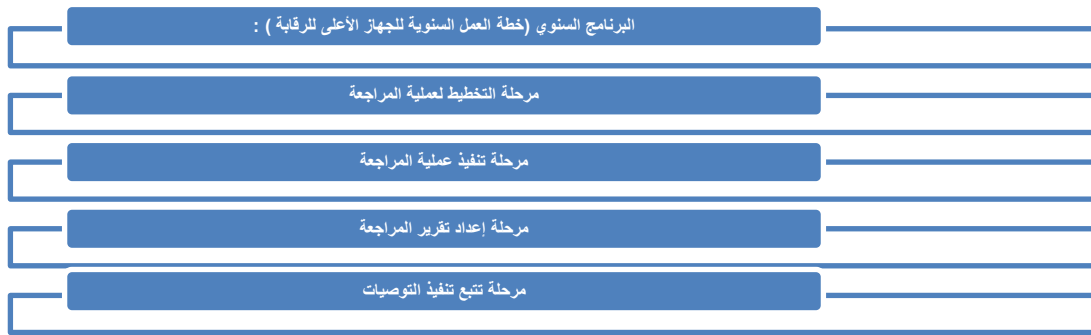 البرنامج السنوي (خطة العمل السنوية للجهاز الأعلى للرقابة ) :
مرحلة التخطيط لعملية المراجعة
مرحلة تنفيذ عملية المراجعة
مرحلة إعداد تقرير المراجعة
مرحلة تتبع تنفيذ التوصيات